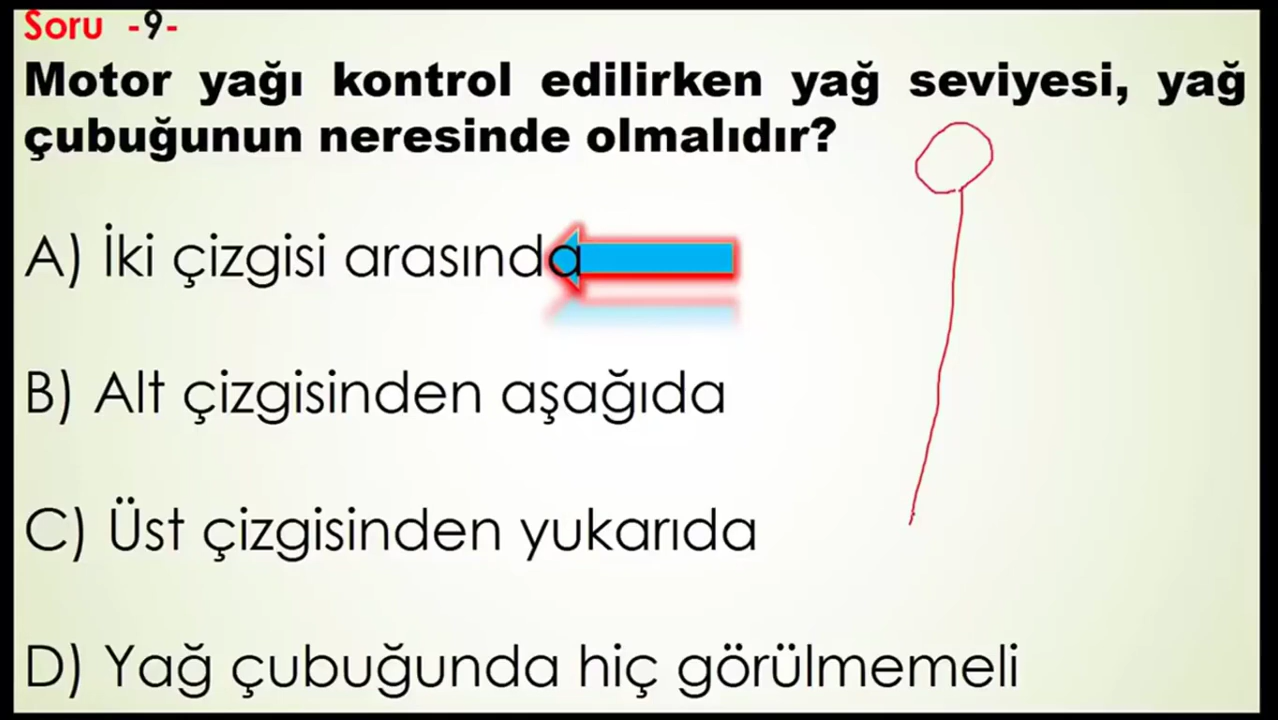 Soru -9-
Motor yağı kontrol edilirken yağ seviyesi, yağ
çubuğunun neresinde olmalıdır?
A) İki çizgisi arasında
B) Alt çizgisinden aşağıda
C) Üst çizgisinden yukarıda
D) Yağ çubuğunda hiç görülmemeli